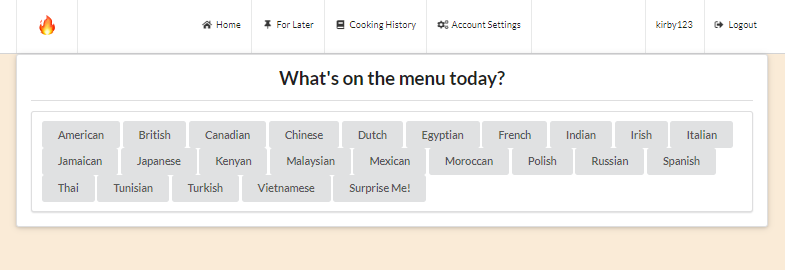 Home For Later Cooking History Account Settings kirby123 Logout
What's on the menu today?
American British Canadian Chinese Dutch Egyptian French Indian Irish Italian
Jamaican Japanese Kenyan Malaysian Mexican Moroccan Polish Russian Spanish
Thai Tunisian Turkish Vietnamese Surprise Me!